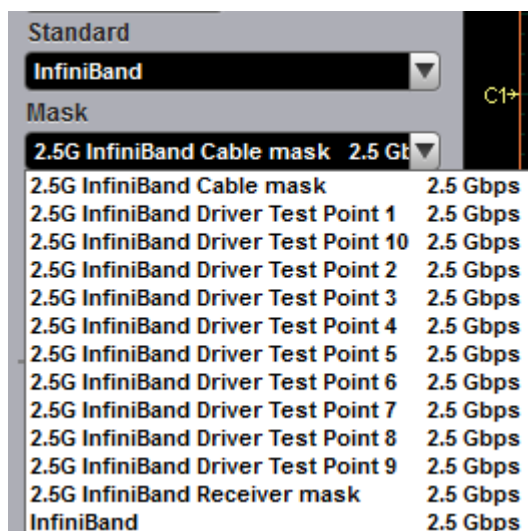 Standard
InfiniBand
C1
Mask
2.5G InfiniBand Cable mask 2.5 Gb
2.5G InfiniBand Cable mask 2.5 Gbps
2.5G InfiniBand Driver Test Point 1 2.5 Gbps
2.5G InfiniBand Driver Test Point 10 2.5 Gbps
2.5G InfiniBand Driver Test Point 2 2.5 Gbps
2.5G InfiniBand Driver Test Point 3 2.5 Gbps
2.5G InfiniBand Driver Test Point 4 2.5 Gbps
2.5G InfiniBand Driver Test Point 5 2.5 Gbps
2.5G InfiniBand Driver Test Point 6 2.5 Gbps
2.5G InfiniBand Driver Test Point 7 2.5 Gbps
2.5G InfiniBand Driver Test Point 8 2.5 Gbps
2.5G InfiniBand Driver Test Point 9 2.5 Gbps
2.5G InfiniBand Receiver mask 2.5 Gbps
InfiniBand 2.5 Gbps